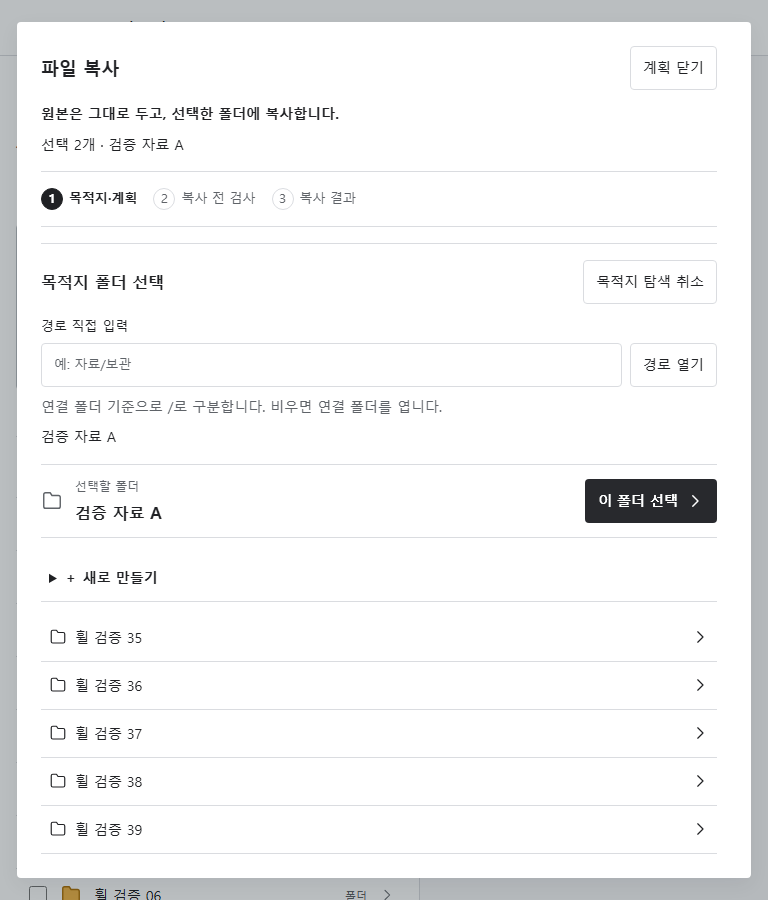 파일 복사
계획 닫기
원본은 그대로 두고, 선택한 폴더에 복사합니다.
선택 2개 · 검증 자료 A
1 목적지·계획 2 복사 전 검사 3 복사 결과
목적지 폴더 선택
목적지 탐색 취소
경로 직접 입력
예: 자료/보관
경로 열기
연결 폴더 기준으로 /로 구분합니다. 비우면 연결 폴더를 엽니다.
검증 자료 A
선택할 폴더
검증 자료 A
이 폴더 선택
+ 새로 만들기
휠 검증 35
휠 검증 36
휠 검증 37
휠 검증 38
휠 검증 39
휠 검증 06
폴더